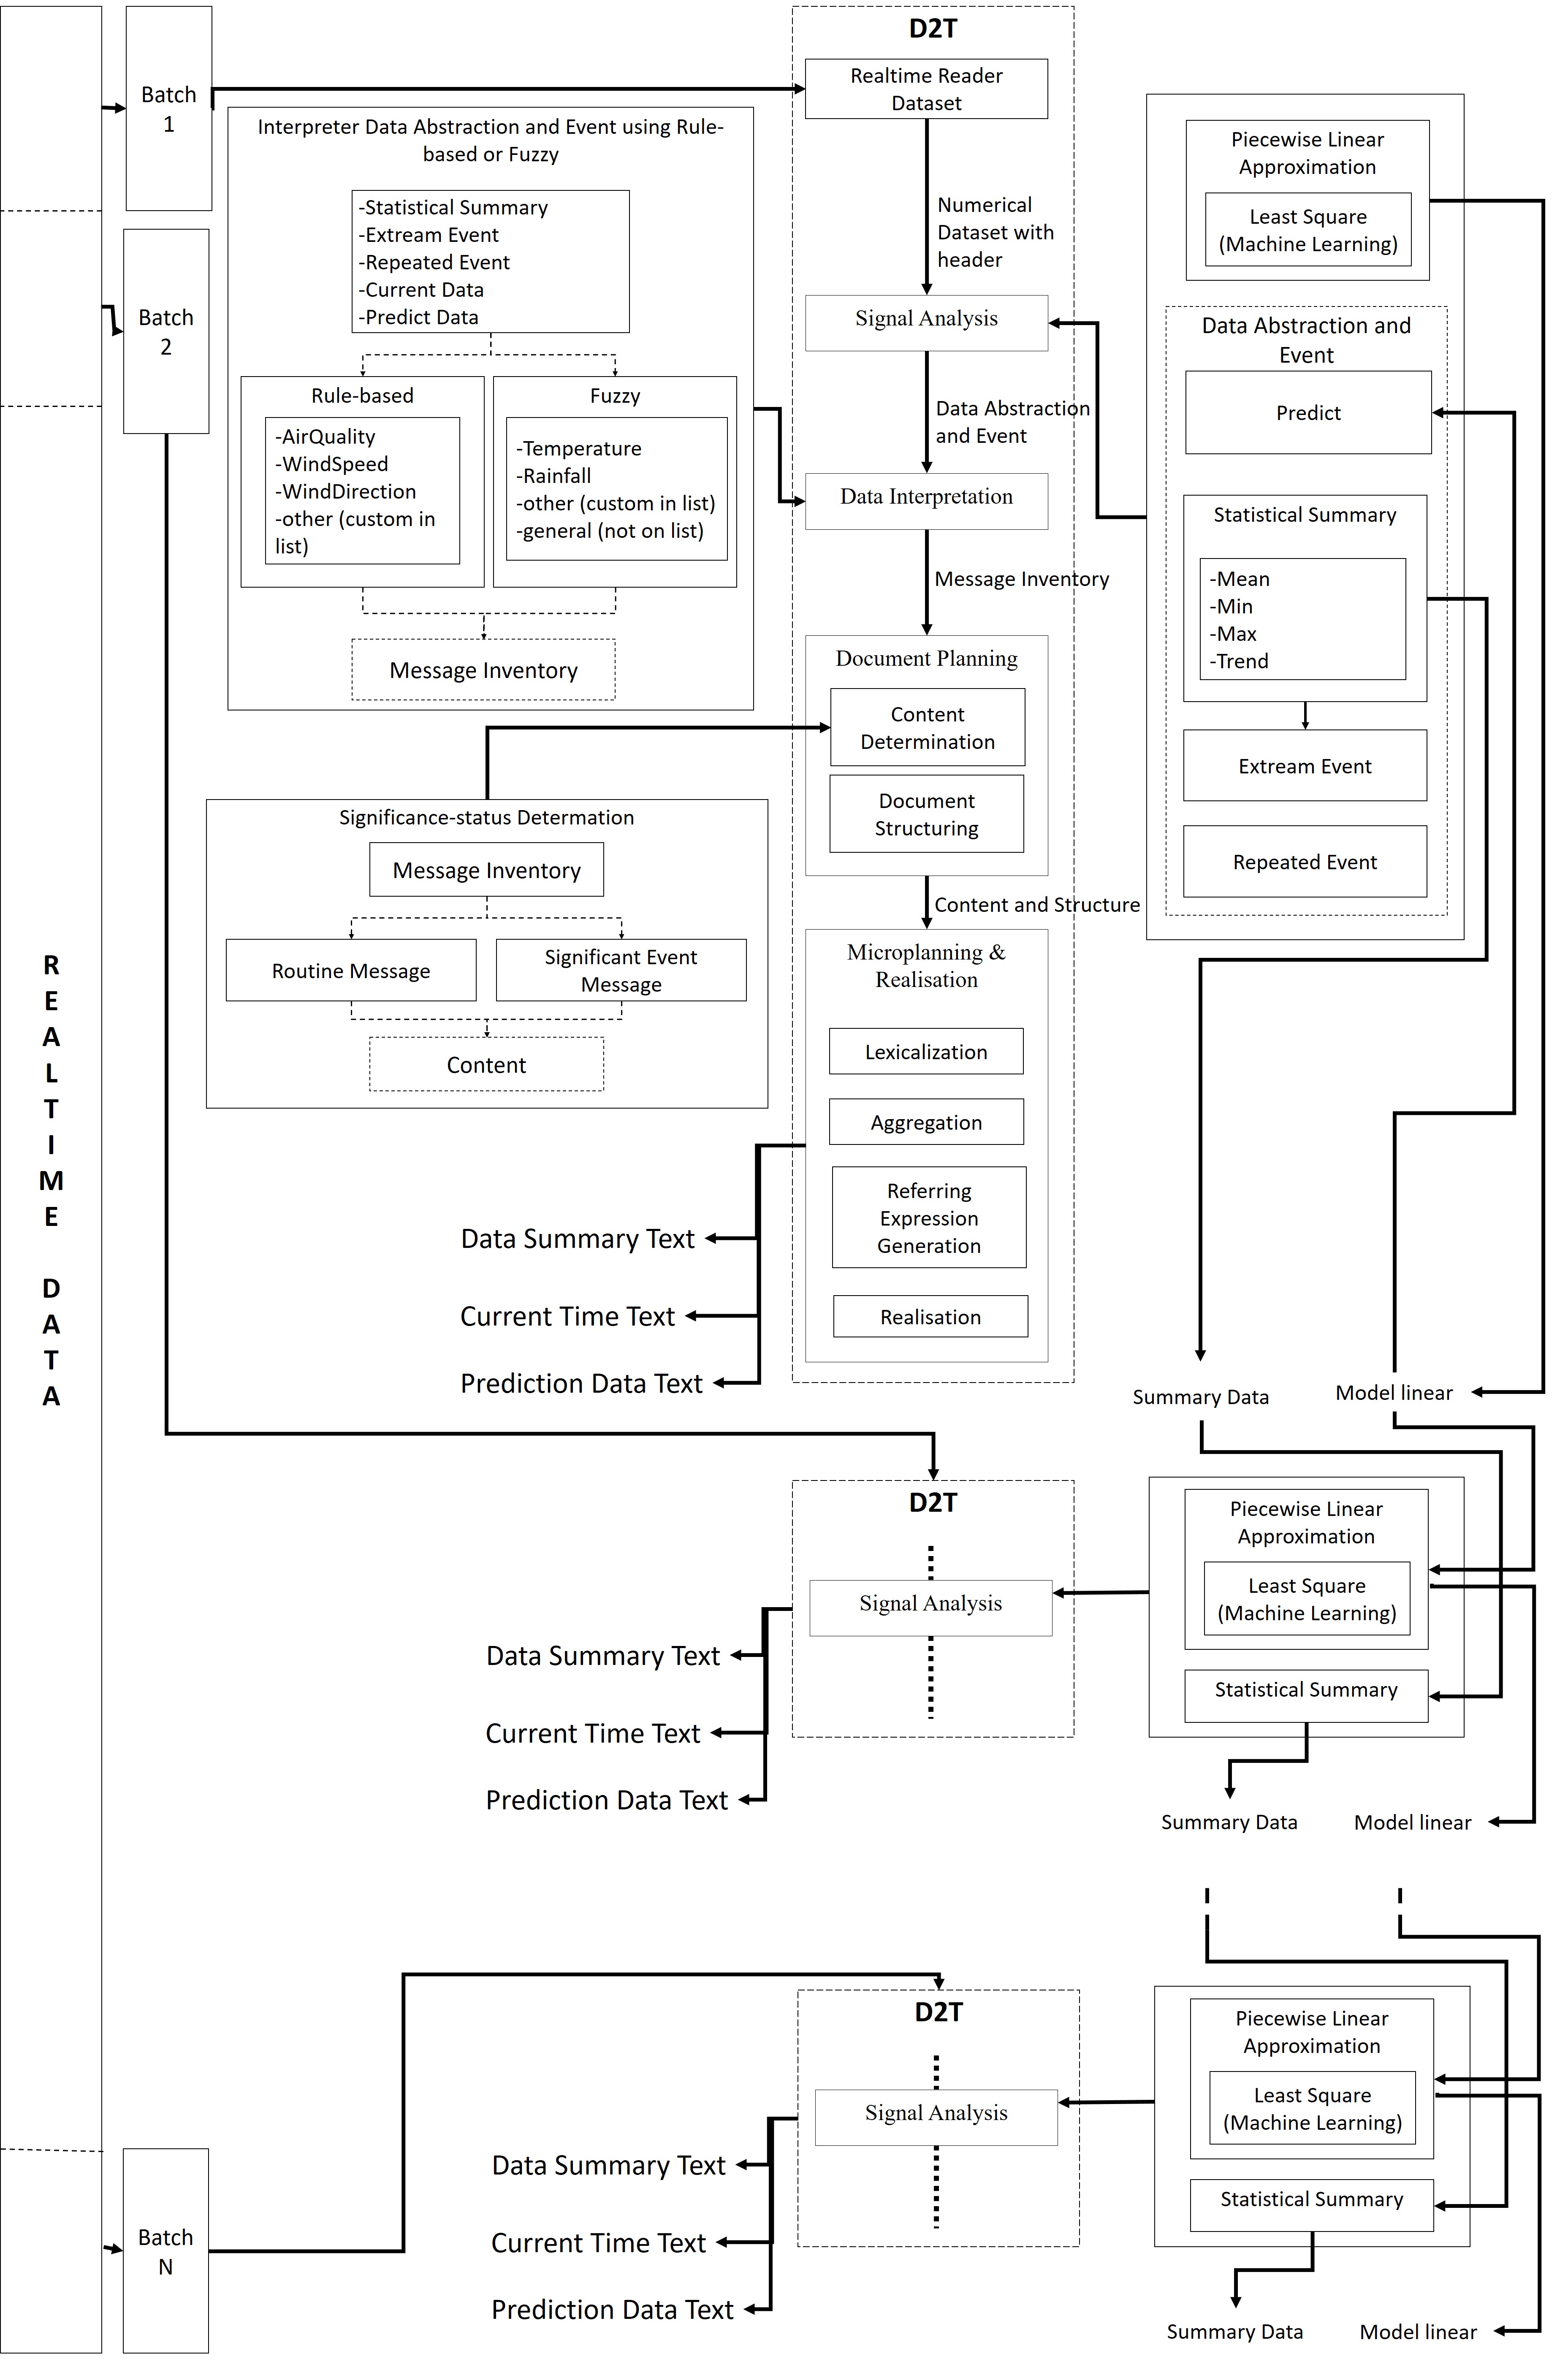 R
E
A
L
T
I
M
E
D
A
T
A
Batch
1
Batch
2
Batch
N
Interpreter Data Abstraction and Event using Rule-
based or Fuzzy
-Statistical Summary
-Extream Event
-Repeated Event
-Current Data
-Predict Data
Rule-based
-AirQuality
-WindSpeed
-WindDirection
-other (custom in
list)
Fuzzy
-Temperature
-Rainfall
-other (custom in list)
-general (not on list)
Message Inventory
Significance-status Determation
Message Inventory
Routine Message
Significant Event
Message
Content
D2T
Realtime Reader
Dataset
Numerical
Dataset with
header
Signal Analysis
Data Abstraction
and Event
Data Interpretation
Message Inventory
Document Planning
Content
Determination
Document
Structuring
Content and Structure
Microplanning &
Realisation
Lexicalization
Aggregation
Referring
Expression
Generation
Realisation
Data Summary Text
Current Time Text
Prediction Data Text
Piecewise Linear
Approximation
Least Square
(Machine Learning)
Data Abstraction and
Event
Predict
Statistical Summary
-Mean
-Min
-Max
-Trend
Extream Event
Repeated Event
Summary Data
Model linear
D2T
Signal Analysis
Data Summary Text
Current Time Text
Prediction Data Text
Piecewise Linear
Approximation
Least Square
(Machine Learning)
Statistical Summary
Summary Data
Model linear
D2T
Signal Analysis
Data Summary Text
Current Time Text
Prediction Data Text
Piecewise Linear
Approximation
Least Square
(Machine Learning)
Statistical Summary
Summary Data
Model linear